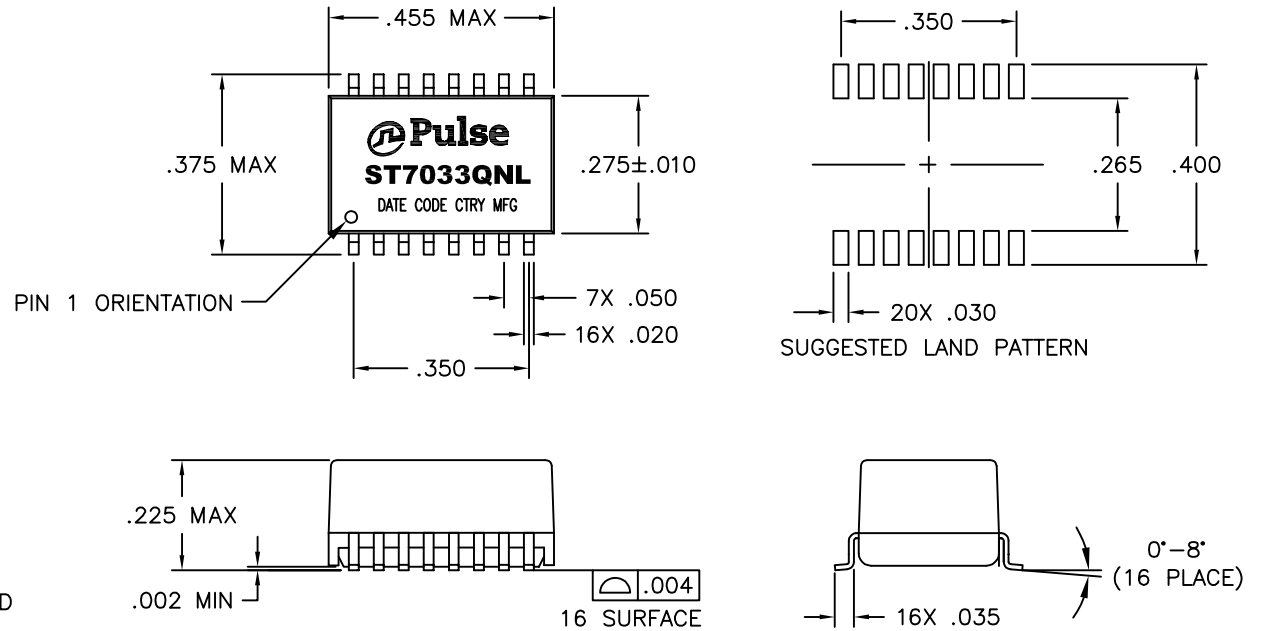 .455 MAX
.350
.375 MAX
Pulse
ST7033QNL
DATE CODE CTRY MFG
.275±.010
.265
.400
PIN 1 ORIENTATION
7X .050
16X .020
.350
20X .030
SUGGESTED LAND PATTERN
.225 MAX
.002 MIN
D
.004
16 SURFACE
0°–8°
(16 PLACE)
16X .035